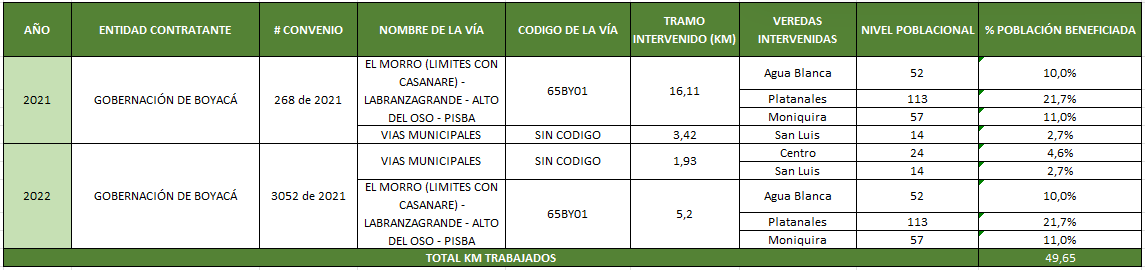 AÑO ENTIDAD CONTRATANTE # CONVENIO NOMBRE DE LA VÍA CODIGO DE LA VÍA TRAMO INTERVENIDO (KM) VEREDAS INTERVENIDAS NIVEL POBLACIONAL % POBLACIÓN BENEFICIADA
2021 GOBERNACIÓN DE BOYACÁ 268 de 2021
EL MORRO (LIMITES CON
CASANARE) -
LABRANZAGRANDE - ALTO
DEL OSO - PISBA
65BY01 16,11
Agua Blanca 52 10,0%
Platanales 113 21,7%
Moniquira 57 11,0%
VIAS MUNICIPALES SIN CODIGO 3,42 San Luis 14 2,7%
2022 GOBERNACIÓN DE BOYACÁ 3052 de 2021
VIAS MUNICIPALES SIN CODIGO 1,93
Centro 24 4,6%
San Luis 14 2,7%
EL MORRO (LIMITES CON
CASANARE) -
LABRANZAGRANDE - ALTO
DEL OSO - PISBA
65BY01 5,2
Agua Blanca 52 10,0%
Platanales 113 21,7%
Moniquira 57 11,0%
TOTAL KM TRABAJADOS 49,65